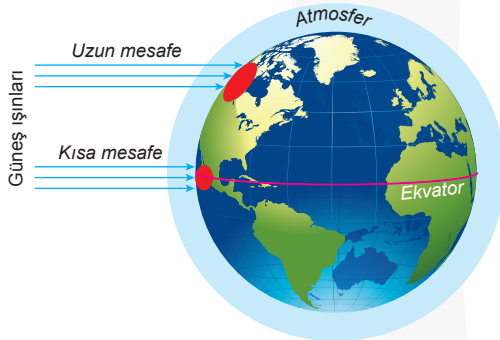 Atmosfer
Uzun mesafe
Güneş ışınları
Kısa mesafe
Ekvator